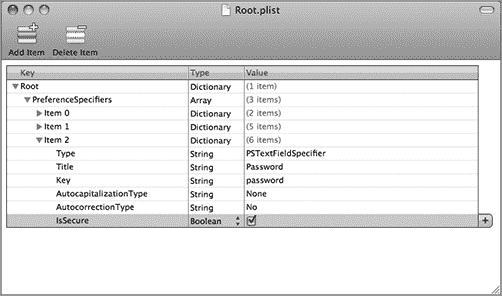 Root.plist
Add Item Delete Item
Key Type Value
Root Dictionary (1 item)
PreferenceSpecifiers Array (3 items)
Item 0 Dictionary (2 items)
Item 1 Dictionary (5 items)
Item 2 Dictionary (6 items)
Type String PSTextFieldSpecifier
Title String Password
Key String password
AutocapitalizationType String None
AutocorrectionType String No
IsSecure Boolean